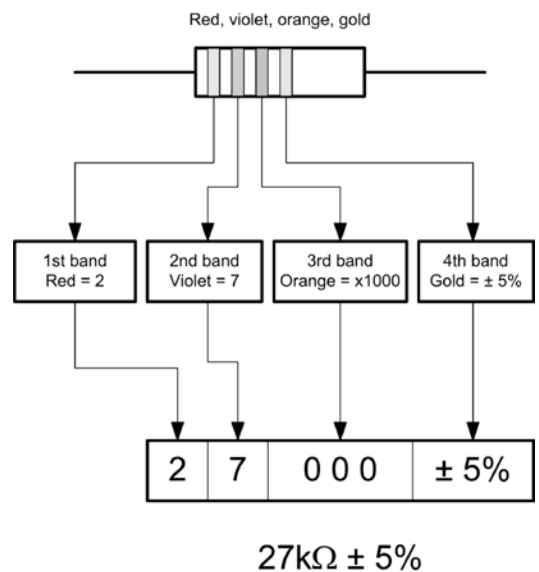 Red, violet, orange, gold
1st band
Red = 2
2nd band
Violet = 7
3rd band
Orange = x1000
4th band
Gold = ± 5%
2 7 0 0 0 ± 5%
27kΩ ± 5%